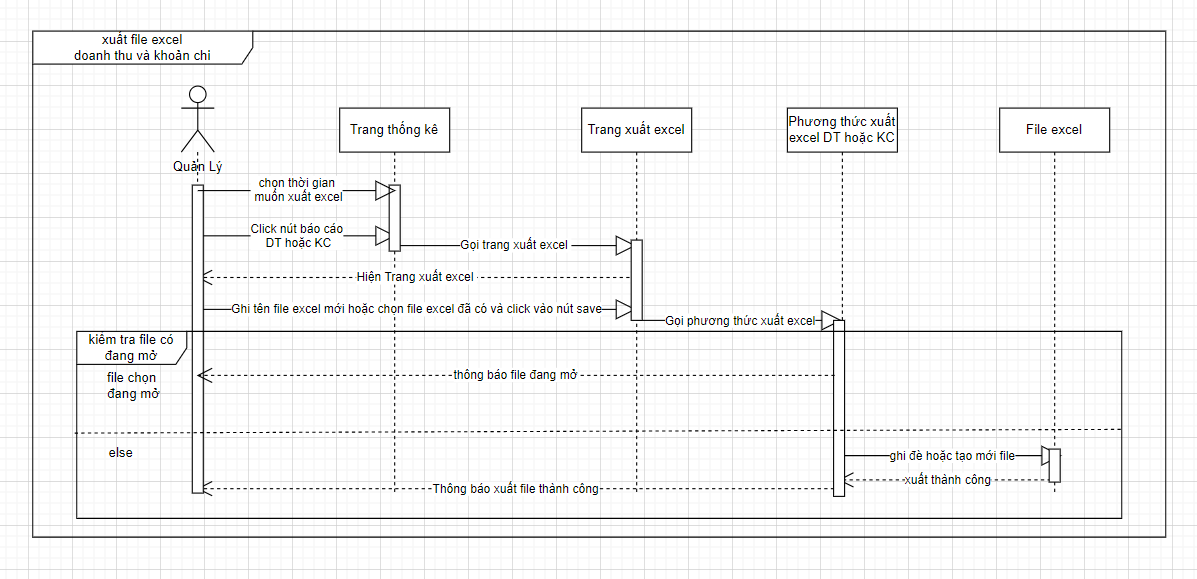 xuất file excel
doanh thu và khoản chi
Trang thống kê
Trang xuất excel
Phương thức xuất
excel DT hoặc KC
File excel
Quản Lý
chọn thời gian
muốn xuất excel
Click nút báo cáo
DT hoặc KC
Gọi trang xuất excel
Hiện Trang xuất excel
Ghi tên file excel mới hoặc chọn file excel đã có và click vào nút save
Gọi phương thức xuất excel
kiểm tra file có
đang mở
file chọn
đang mở
thông báo file đang mở
else
ghi đè hoặc tạo mới file
xuất thành công
Thông báo xuất file thành công